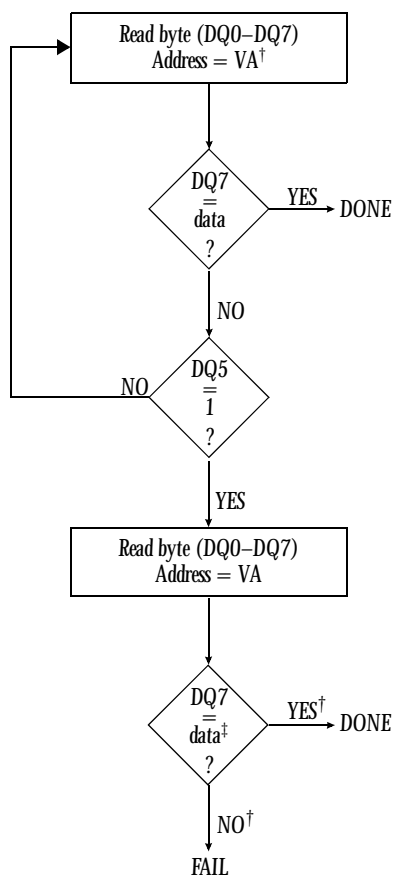 Read byte (DQ0–DQ7)
Address = VA†
DQ7
=
data
?
YES
DONE
NO
DQ5
=
1
?
NO
YES
Read byte (DQ0–DQ7)
Address = VA
DQ7
=
data‡
?
YES†
DONE
NO†
FAIL